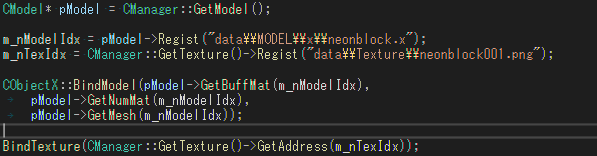 CModel* pModel = CManager::GetModel();
m_nModelIdx = pModel->Regist("data\\MODEL\\x\\neonblock.x");
m_nTexIdx = CManager::GetTexture()->Regist("data\\Texture\\neonblock001.png");
CObjectX::BindModel(pModel->GetBuffMat(m_nModelIdx),
pModel->GetNumMat(m_nModelIdx),
pModel->GetMesh(m_nModelIdx));
BindTexture(CManager::GetTexture()->GetAddress(m_nTexIdx));